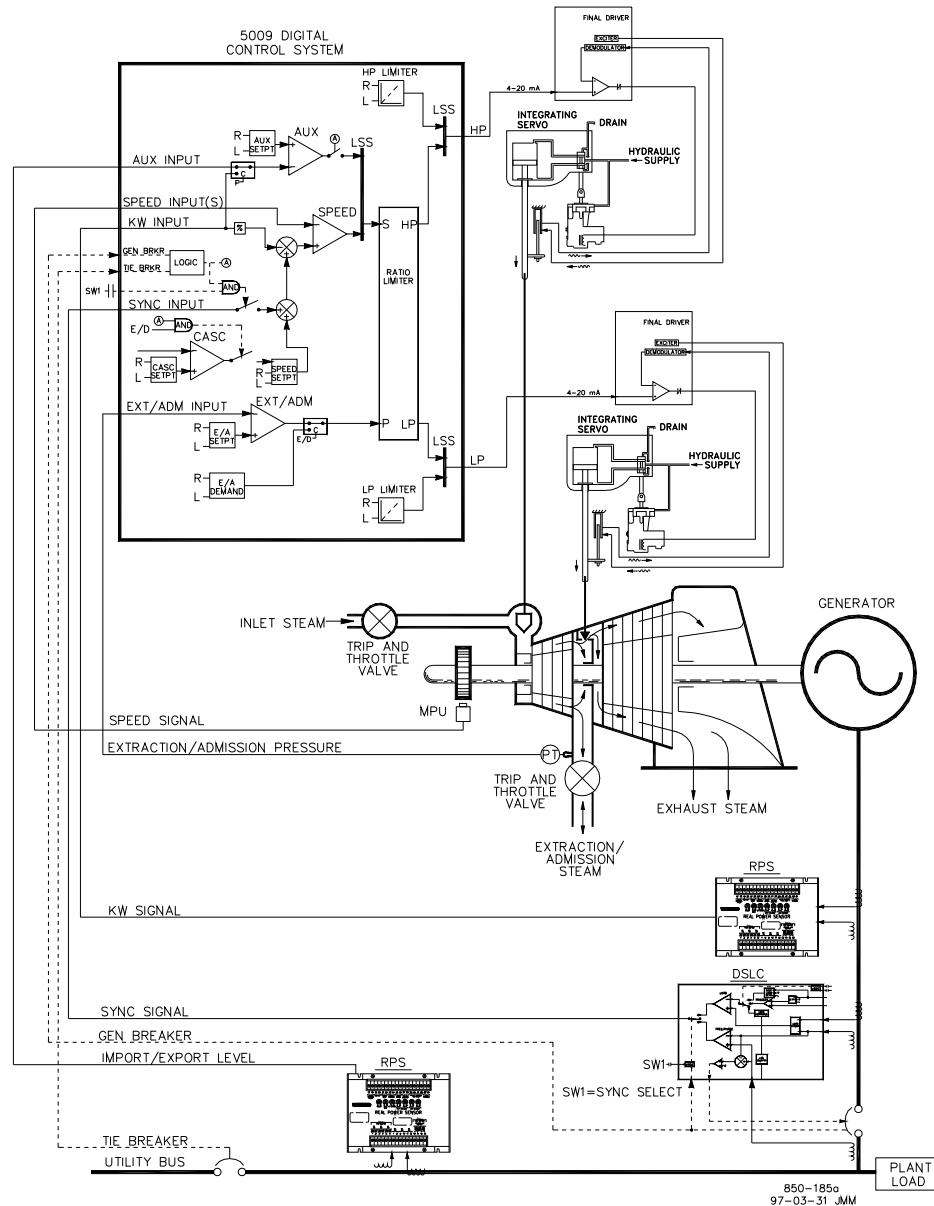 5009 DIGITAL
CONTROL SYSTEM
FINAL DRIVER
EXCITER
DEMODULATOR
HP LIMITER
R
L
LSS
4-20 mA
HP
INTEGRATING
SERVO
DRAIN
HYDRAULIC
SUPPLY
R
L
AUX
SETPT
AUX
A
LSS
AUX INPUT
C
P
SPEED INPUT(S)
SPEED
KW INPUT
%
S
HP
GEN BRKR
TIE BRKR
LOGIC
A
RATIO
LIMITER
SW1
AND
SYNC INPUT
A
E/D
AND
CASC
R
L
CASC
SETPT
R
L
SPEED
SETPT
FINAL DRIVER
EXCITER
DEMODULATOR
4-20 mA
EXT/ADM INPUT
EXT/ADM
R
L
E/A
SETPT
C
E/D
P
LP
LSS
LP
INTEGRATING
SERVO
DRAIN
HYDRAULIC
SUPPLY
R
L
E/A
DEMAND
LP LIMITER
R
L
INLET STEAM
TRIP AND
THROTTLE
VALVE
GENERATOR
MPU
SPEED SIGNAL
EXTRACTION/ADMISSION PRESSURE
PT
TRIP AND
THROTTLE
VALVE
EXHAUST STEAM
EXTRACTION/
ADMISSION
STEAM
RPS
REAL POWER SENSOR
KW SIGNAL
DSLC
SYNC SIGNAL
GEN BREAKER
IMPORT/EXPORT LEVEL
RPS
REAL POWER SENSOR
SW1
SW1=SYNC SELECT
TIE BREAKER
UTILITY BUS
PLANT
LOAD
850-185a
97-03-31 JMM